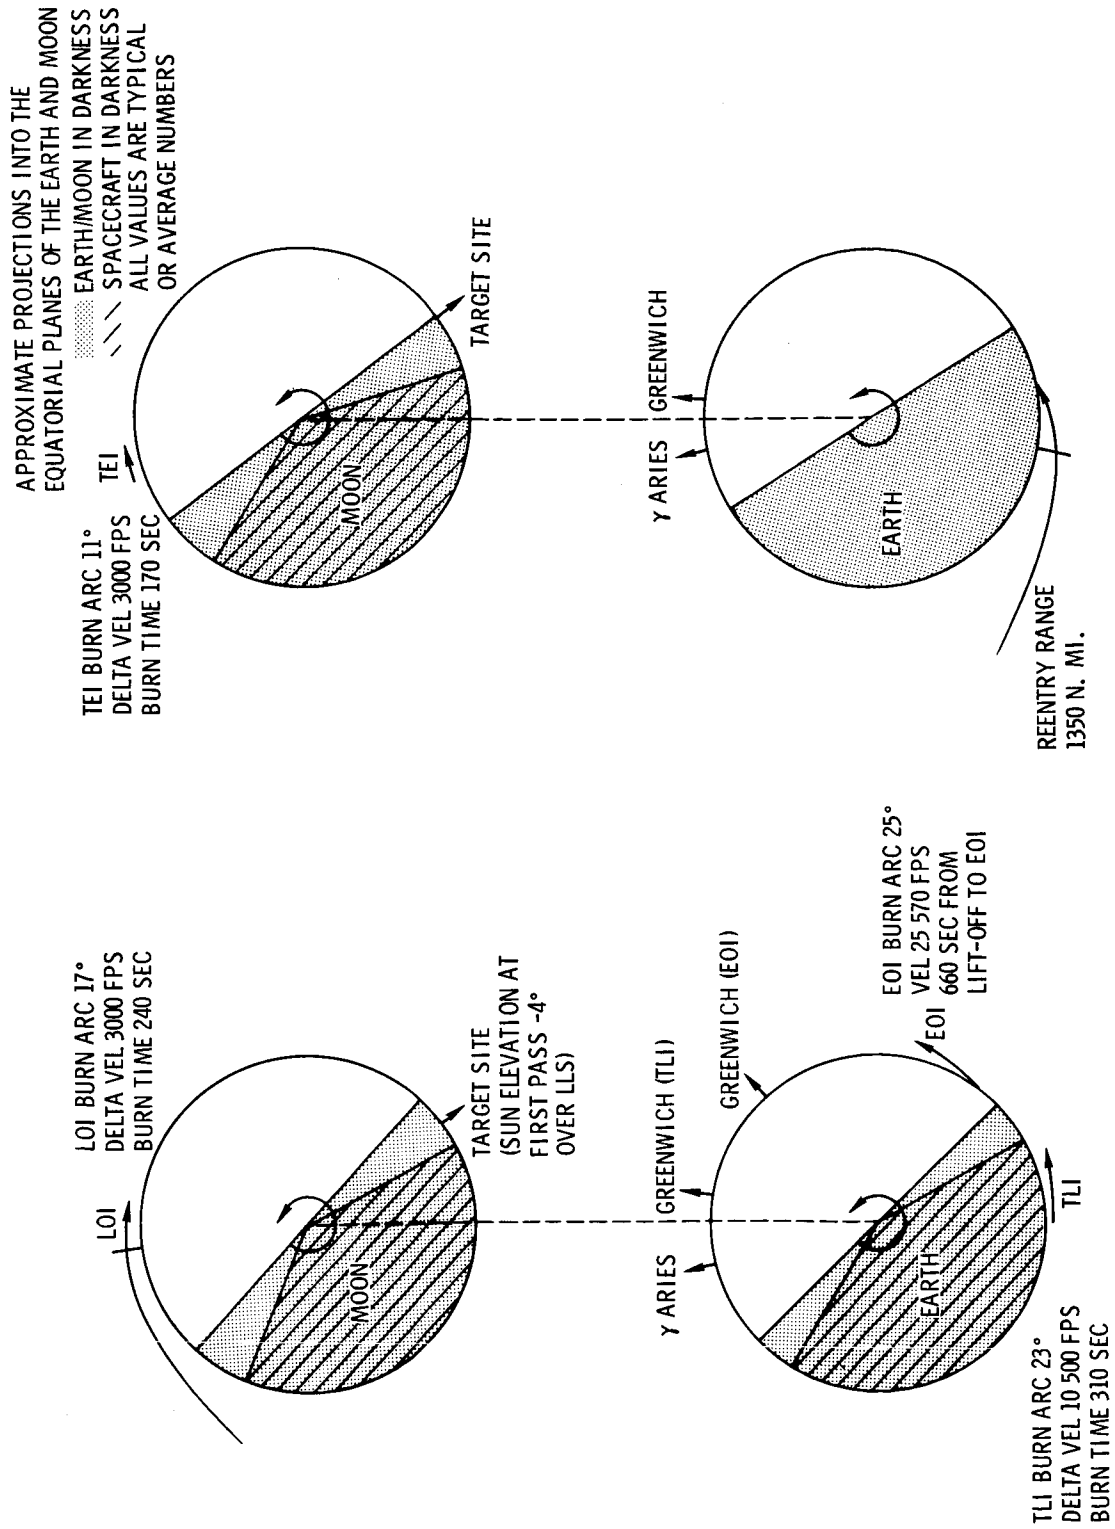 APPROXIMATE PROJECTIONS INTO THE
EQUATORIAL PLANES OF THE EARTH AND MOON
EARTH/MOON IN DARKNESS
SPACECRAFT IN DARKNESS
ALL VALUES ARE TYPICAL
OR AVERAGE NUMBERS
LOI BURN ARC 17°
DELTA VEL 3000 FPS
BURN TIME 240 SEC
LOI
MOON
TARGET SITE
(SUN ELEVATION AT
FIRST PASS -4°
OVER LLS)
TEI BURN ARC 11°
DELTA VEL 3000 FPS
BURN TIME 170 SEC
TEI
MOON
TARGET SITE
γ ARIES
GREENWICH (TLI)
GREENWICH (EOI)
EARTH
EOI
EOI BURN ARC 25°
VEL 25 570 FPS
660 SEC FROM
LIFT-OFF TO EOI
TLI
TLI BURN ARC 23°
DELTA VEL 10 500 FPS
BURN TIME 310 SEC
γ ARIES
GREENWICH
EARTH
REENTRY RANGE
1350 N. MI.